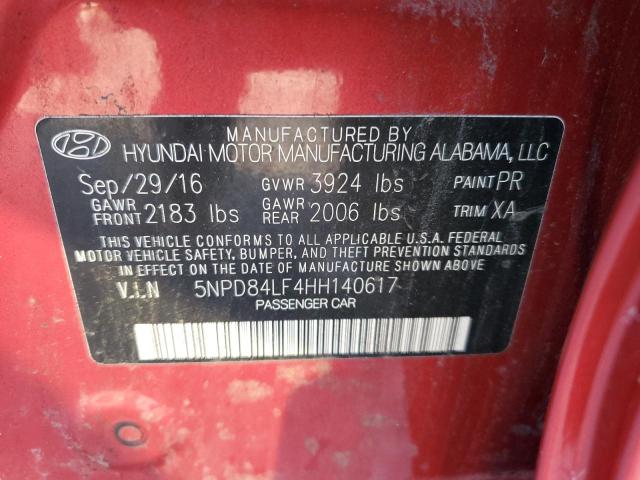 MANUFACTURED BY
HYUNDAI MOTOR MANUFACTURING ALABAMA, LLC
Sep/29/16 GVWR 3924 lbs PAINT PR
GAWR FRONT 2183 lbs GAWR REAR 2006 lbs TRIM XA
THIS VEHICLE CONFORMS TO ALL APPLICABLE U.S.A. FEDERAL
MOTOR VEHICLE SAFETY, BUMPER, AND THEFT PREVENTION STANDARDS
IN EFFECT ON THE DATE OF MANUFACTURE SHOWN ABOVE.
V.I.N 5NPD84LF4HH140617
PASSENGER CAR